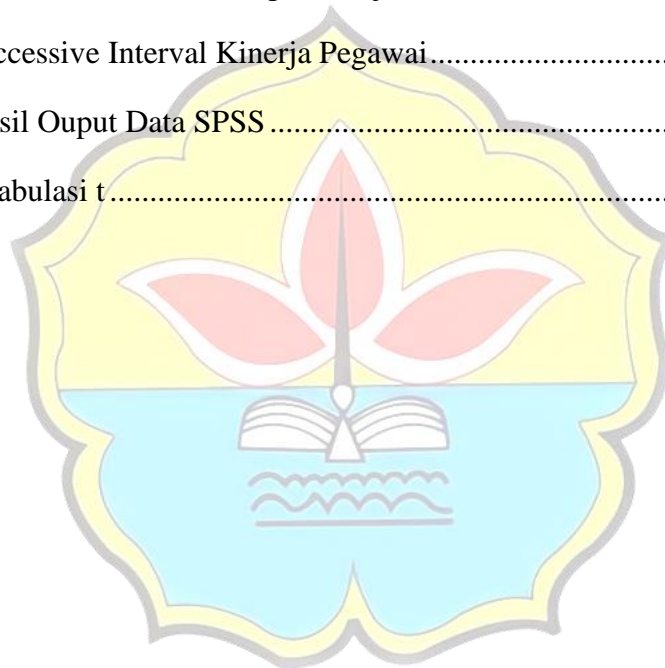 ccessive Interval Kinerja Pegawai
sil Ouput Data SPSS
abulasi t